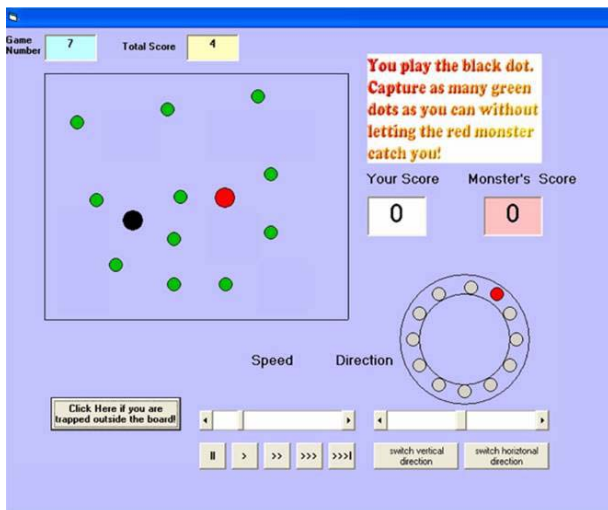 Game Number
7
Total Score
4
You play the black dot.
Capture as many green
dots as you can without
letting the red monster
catch you!
Your Score
Monster's Score
0
0
Speed
Direction
Click Here if you are
trapped outside the board!
II
>
>>
>>>
>>>I
switch vertical
direction
switch horiztonal
direction